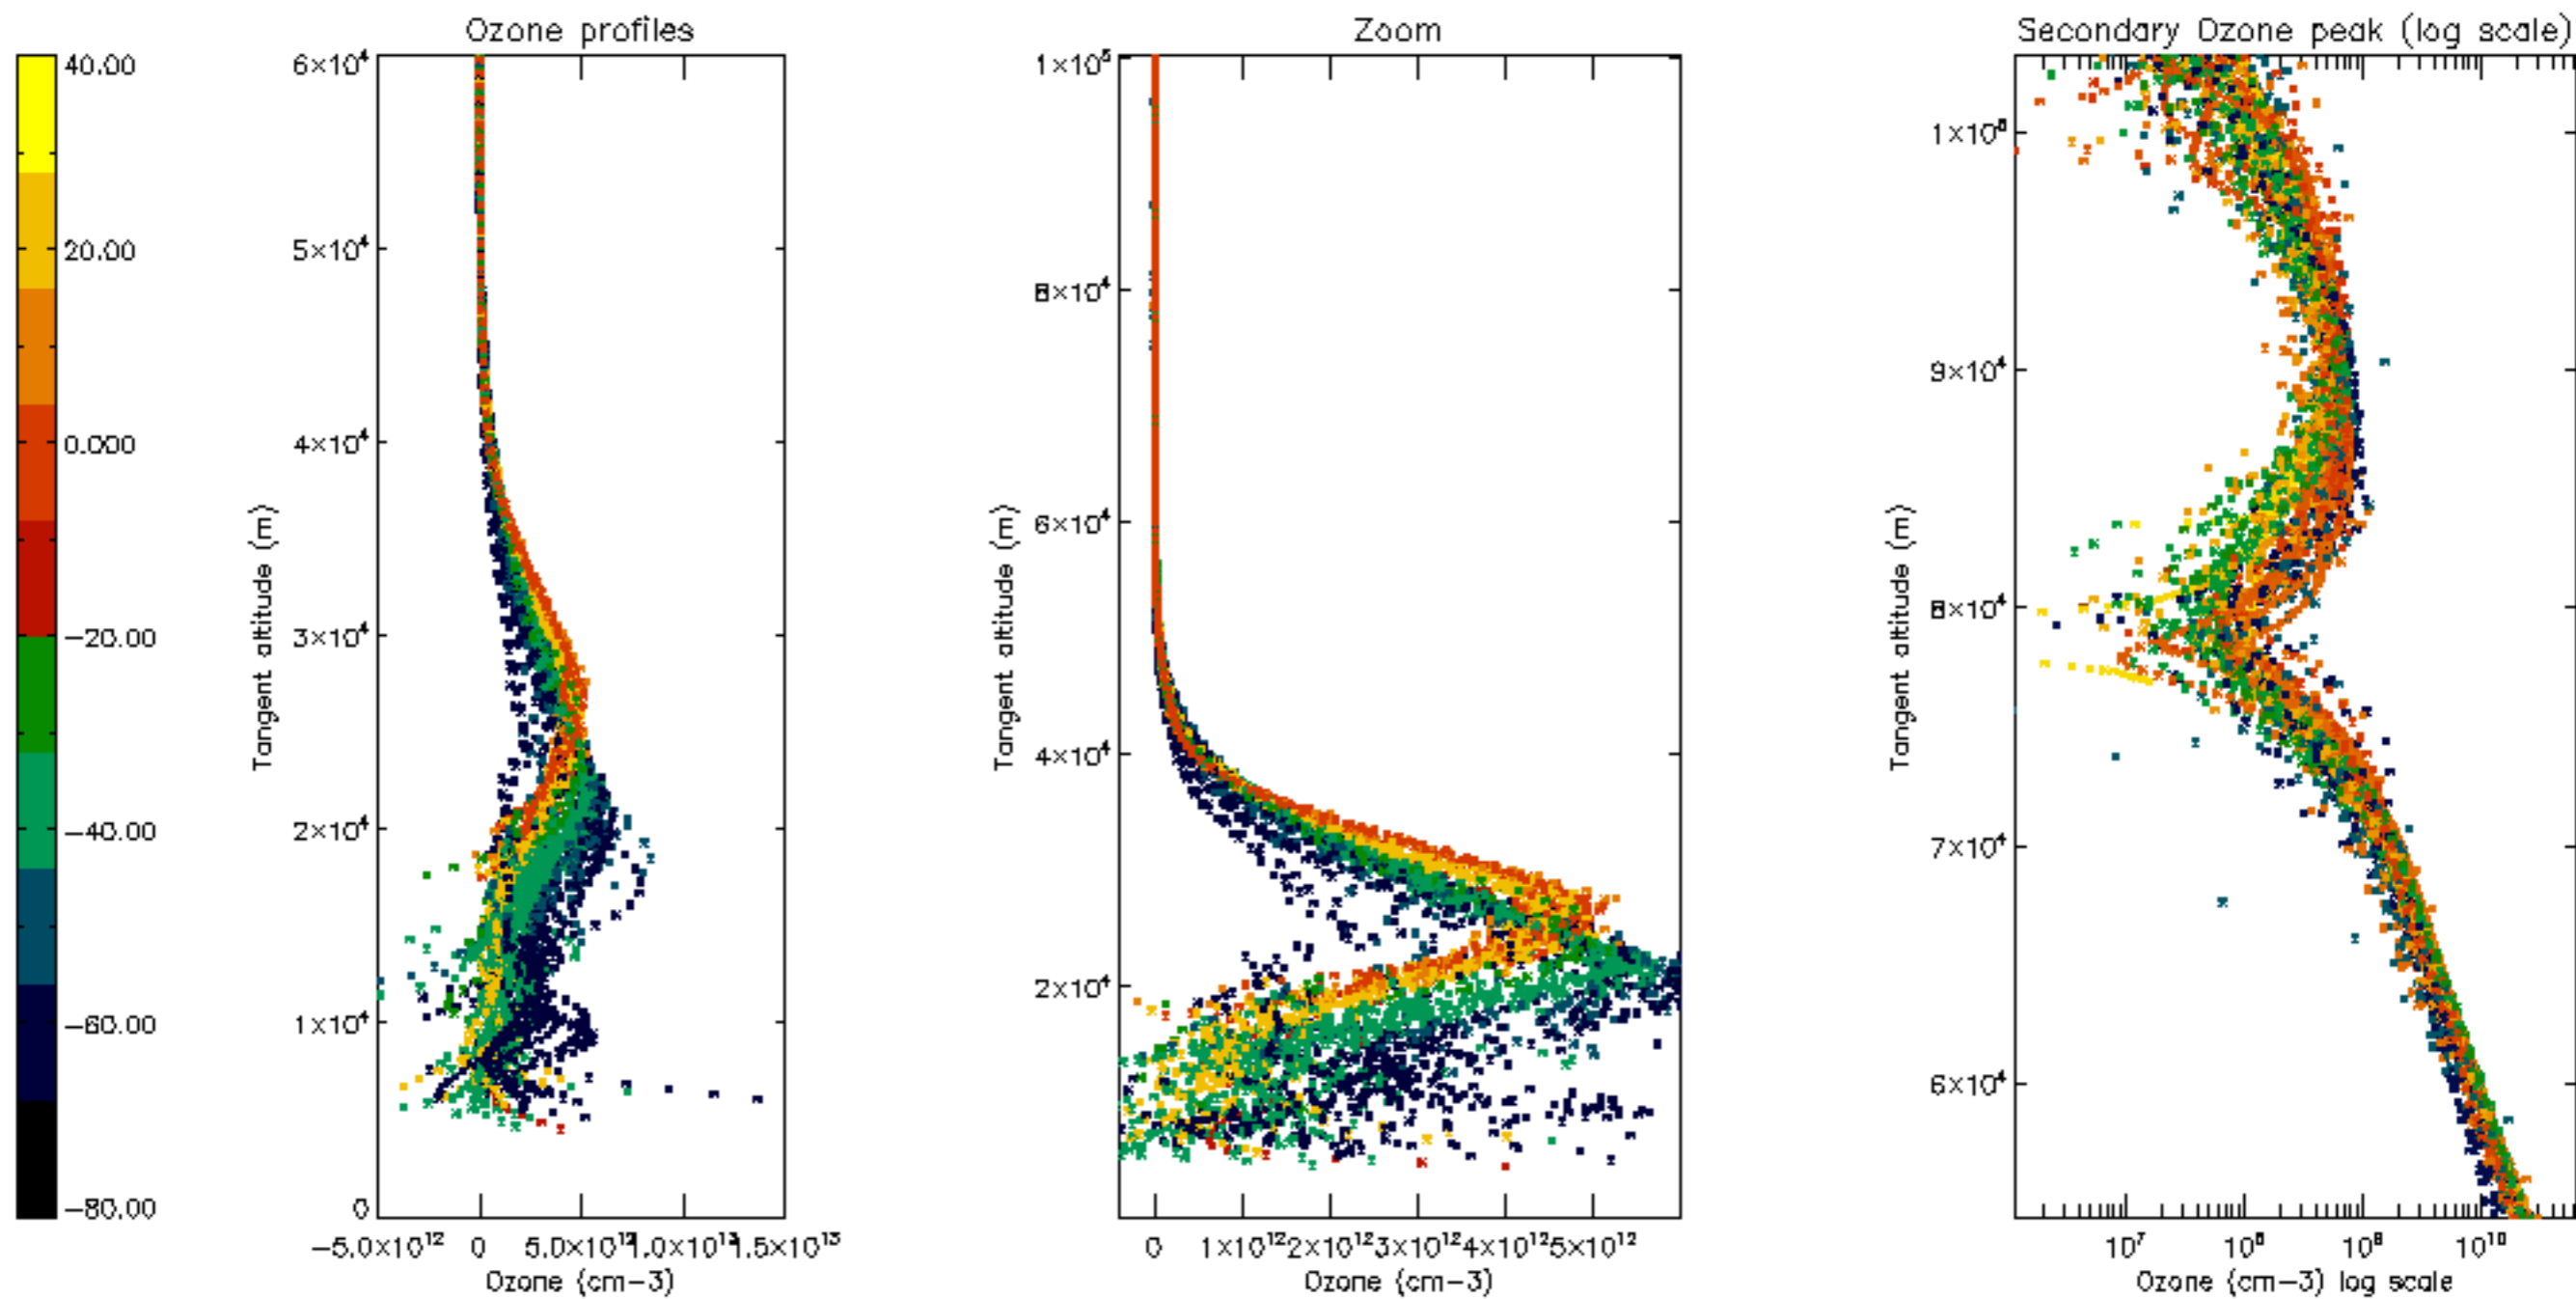 Ozone profiles
Zoom
Secondary Ozone peak (log scale)
40.00
20.00
0.000
−20.00
−40.00
−60.00
−80.00
6×10⁴
5×10⁴
4×10⁴
3×10⁴
2×10⁴
1×10⁴
0
Tangent altitude (m)
−5.0×10¹² 0 5.0×10¹² 1.0×10¹³ 1.5×10¹³
Ozone (cm−3)
1×10⁵
8×10⁴
6×10⁴
4×10⁴
2×10⁴
Tangent altitude (m)
0 1×10¹² 2×10¹² 3×10¹² 4×10¹² 5×10¹²
Ozone (cm−3)
1×10⁵
9×10⁴
8×10⁴
7×10⁴
6×10⁴
Tangent altitude (m)
10⁷ 10⁸ 10⁹ 10¹⁰
Ozone (cm−3) log scale